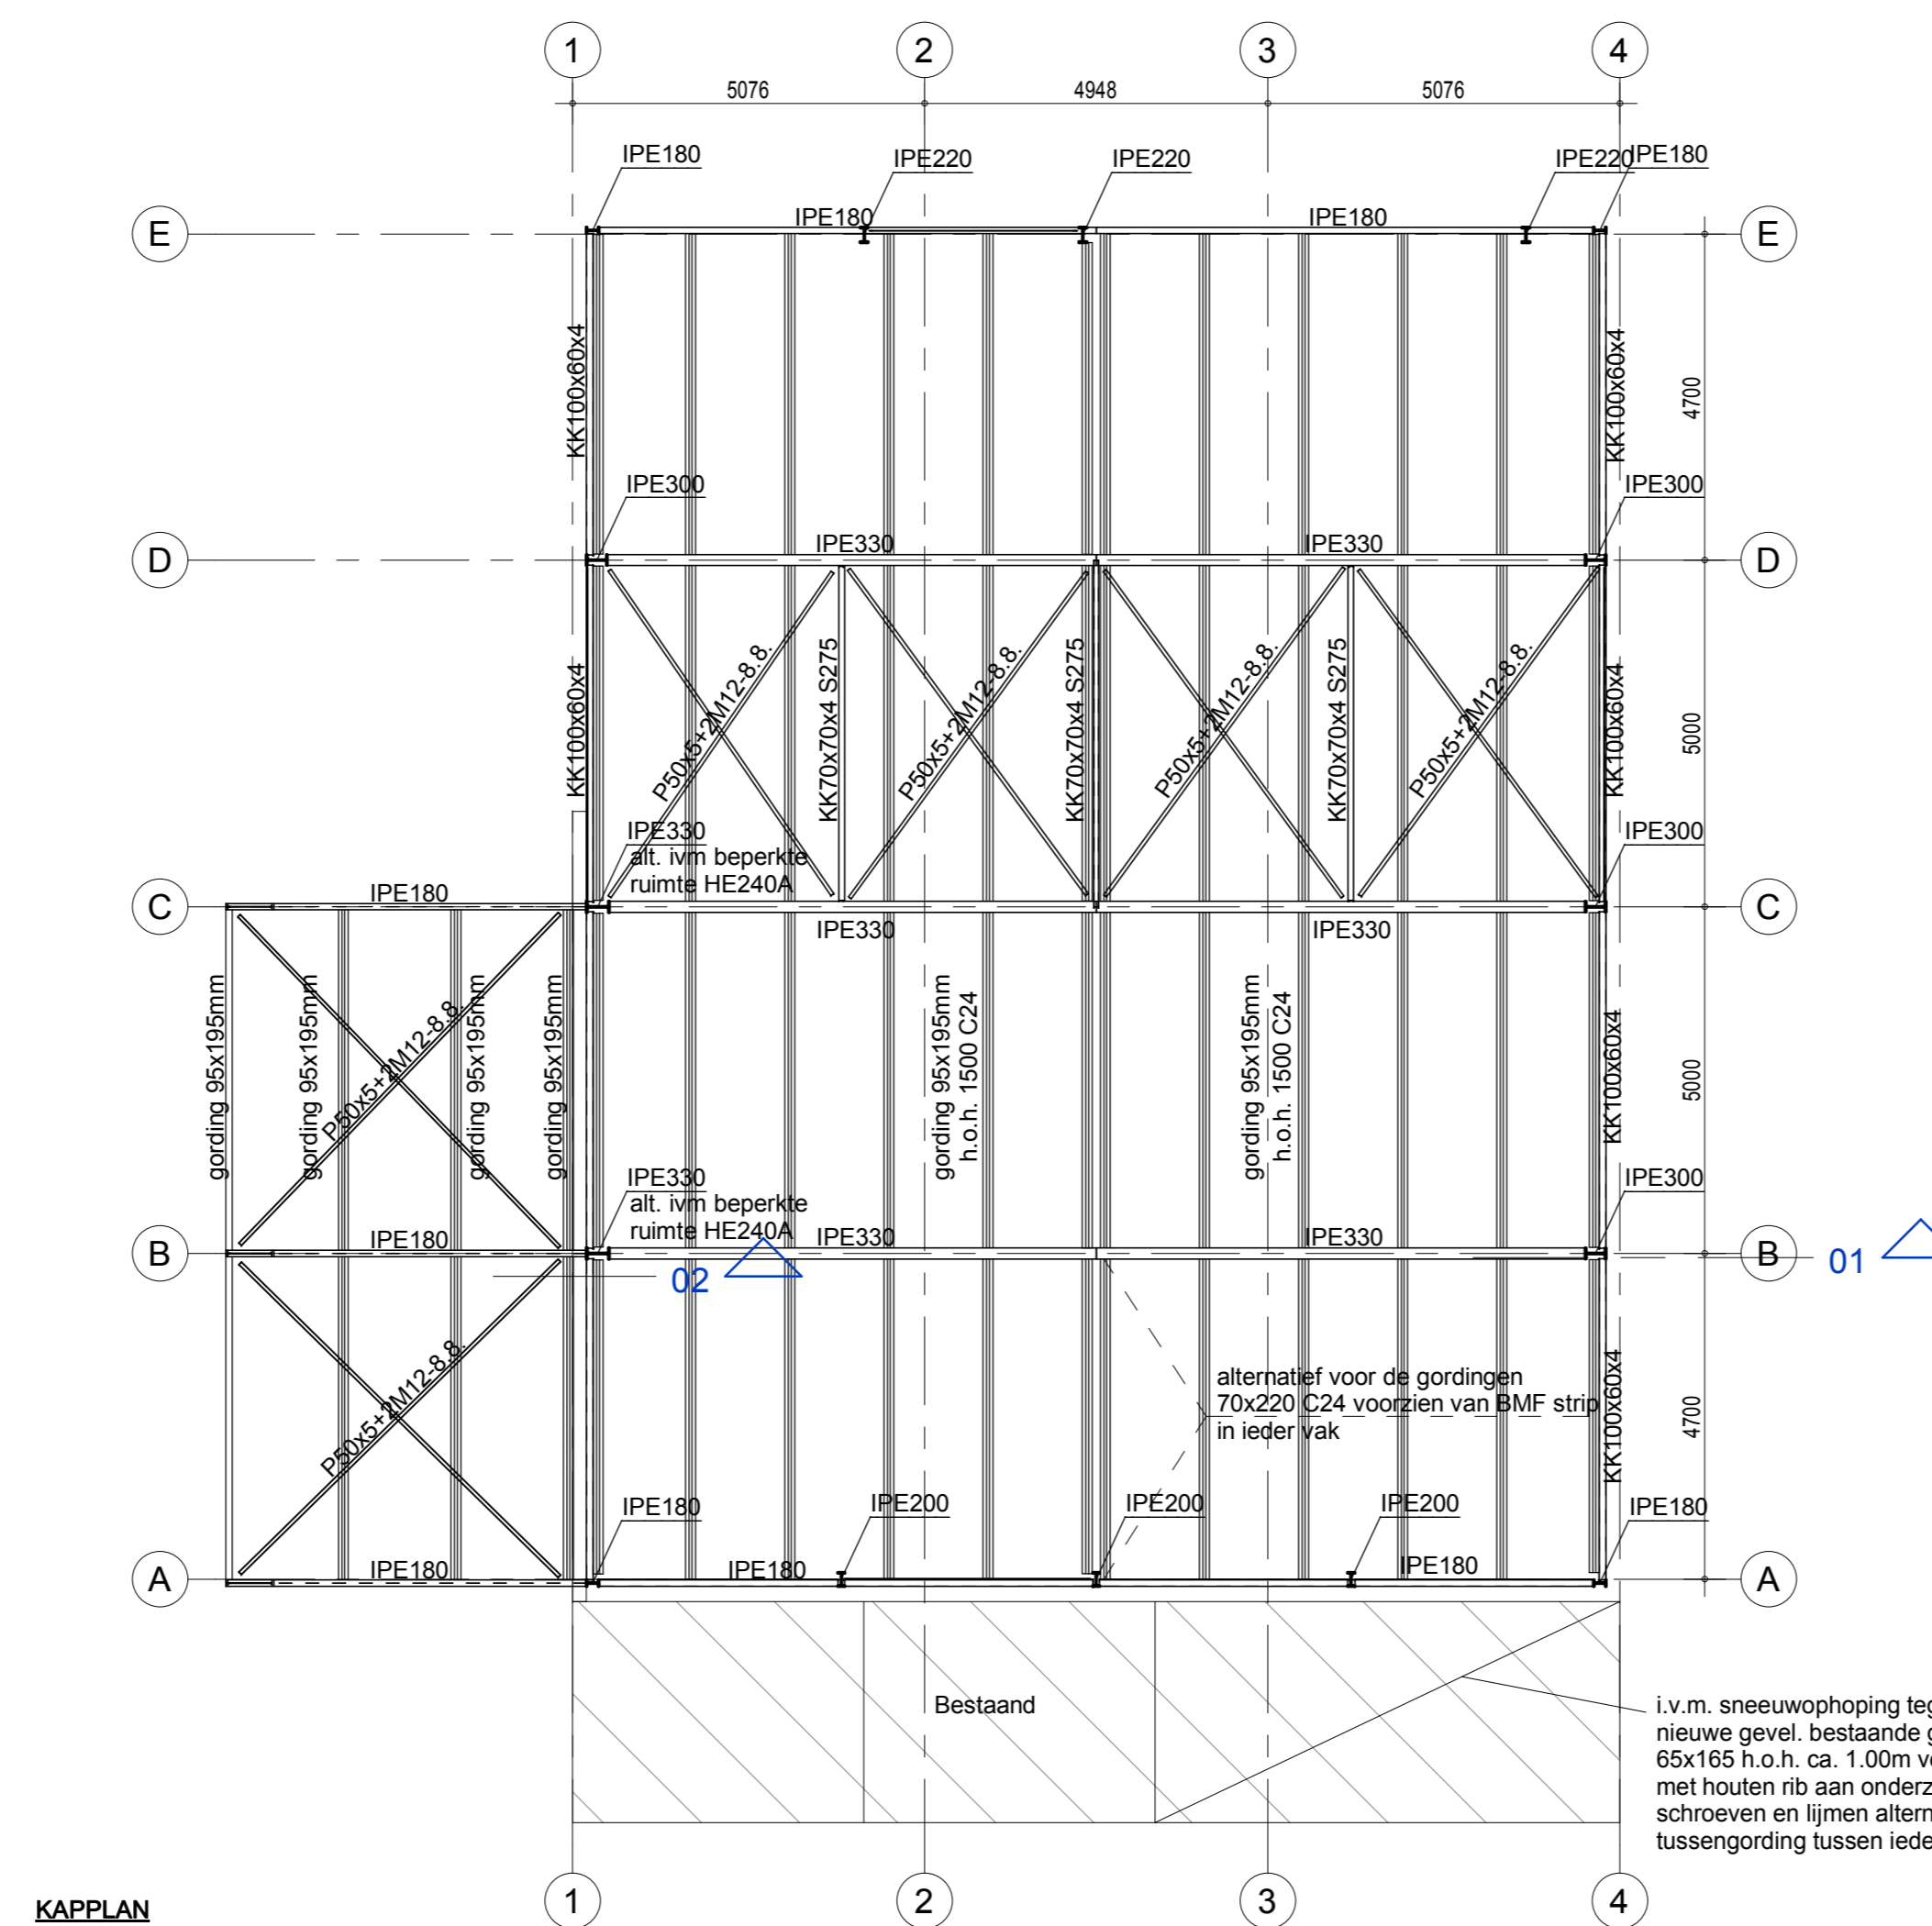 1 2 3 4
5076 4948 5076
IPE180 IPE220 IPE220 IPE220 IPE180
IPE180 IPE180
E E
KK100x60x4 KK100x60x4
4700
IPE300 IPE300
IPE330 IPE330
D D
KK100x60x4
P50x5+2M12-8.8.
KK70x70x4 S275
P50x5+2M12-8.8.
KK70x70x4 S275
P50x5+2M12-8.8.
KK70x70x4 S275
P50x5+2M12-8.8.
KK100x60x4
5000
IPE330
alt. ivm beperkte
ruimte HE240A
IPE300
IPE180
C C
IPE330 IPE330
gording 95x195mm
gording 95x195mm
P50x5+2M12-8.8.
gording 95x195mm
gording 95x195mm
gording 95x195mm
h.o.h. 1500 C24
gording 95x195mm
h.o.h. 1500 C24
KK100x60x4
5000
IPE330
alt. ivm beperkte
ruimte HE240A
IPE300
IPE180
IPE330 IPE330
B B
02
01
P50x5+2M12-8.8.
alternatief voor de gordingen
70x220 C24 voorzien van BMF strip
in ieder vak
KK100x60x4
4700
IPE180 IPE200 IPE200 IPE200 IPE180
IPE180 IPE180 IPE180
A A
Bestaand
i.v.m. sneeuwophoping
nieuwe gevel. bestaande
65x165 h.o.h. ca. 1.00m
met houten rib aan
schroeven en lijmen
tussengording tussen
1 2 3 4
KAPPLAN